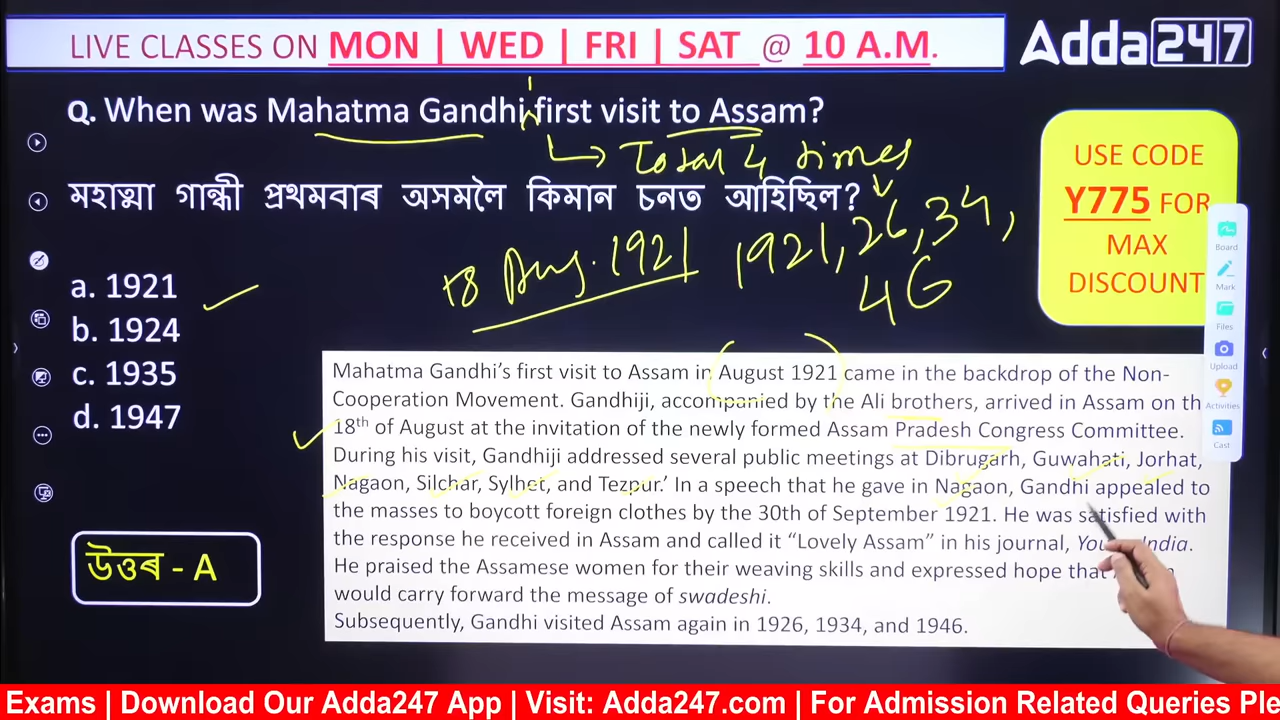 LIVE CLASSES ON MON | WED | FRI | SAT @ 10 A.M.
Adda247
Q. When was Mahatma Gandhi first visit to Assam?
Total 4 times
মহাত্মা গান্ধী প্ৰথমবাৰ অসমলৈ কিমান চনত আহিছিল?
18 Aug. 1921
1921, 26, 34,
46
a. 1921
b. 1924
c. 1935
d. 1947
USE CODE
Y775 FOR
MAX
DISCOUNT
Board
Mark
Files
Upload
Activities
Cast
Mahatma Gandhi's first visit to Assam in August 1921 came in the backdrop of the Non-
Cooperation Movement. Gandhiji, accompanied by the Ali brothers, arrived in Assam on th
18th of August at the invitation of the newly formed Assam Pradesh Congress Committee.
During his visit, Gandhiji addressed several public meetings at Dibrugarh, Guwahati, Jorhat,
Nagaon, Silchar, Sylhet, and Tezpur.' In a speech that he gave in Nagaon, Gandhi appealed to
the masses to boycott foreign clothes by the 30th of September 1921. He was satisfied with
the response he received in Assam and called it “Lovely Assam” in his journal, India.
He praised the Assamese women for their weaving skills and expressed hope that
would carry forward the message of swadeshi.
Subsequently, Gandhi visited Assam again in 1926, 1934, and 1946.
উত্তৰ - A
Exams | Download Our Adda247 App | Visit: Adda247.com | For Admission Related Queries Ple